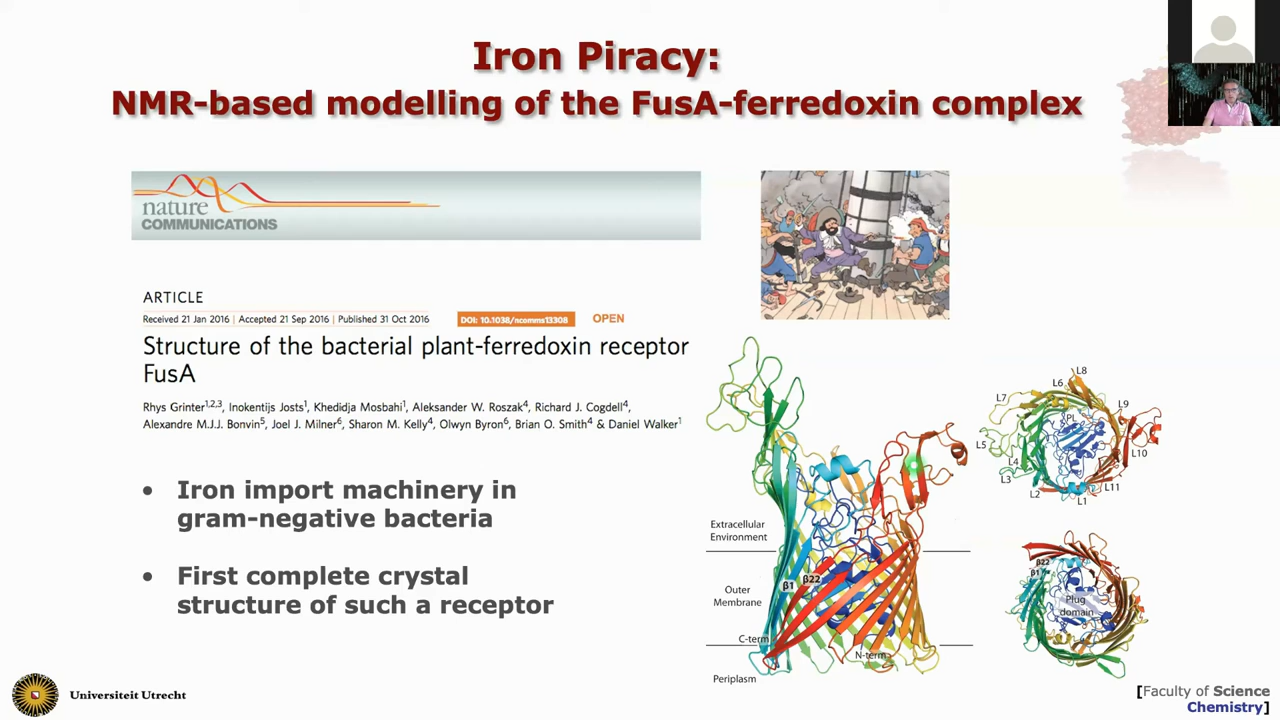 Iron Piracy:
NMR-based modelling of the FusA-ferredoxin complex
nature
COMMUNICATIONS
ARTICLE
Received 21 Jan 2016 | Accepted 21 Sep 2016 | Published 31 Oct 2016
DOI: 10.1038/ncomms13308
OPEN
Structure of the bacterial plant-ferredoxin receptor
FusA
Rhys Grinter1,2,3, Inokentijs Josts1, Khedidja Mosbahi1, Aleksander W. Roszak4, Richard J. Cogdell4,
Alexandre M.J.J. Bonvin5, Joel J. Milner6, Sharon M. Kelly4, Olwyn Byron6, Brian O. Smith4 & Daniel Walker1
• Iron import machinery in
gram-negative bacteria
• First complete crystal
structure of such a receptor
Extracellular
Environment
Outer
Membrane
Periplasm
β1
β22
C-term
N-term
L8
L6
L7
L9
PL
L5
L10
L4
L3
L11
L2
L1
β22
β1
Plug
domain
Universiteit Utrecht
[Faculty of Science
Chemistry]